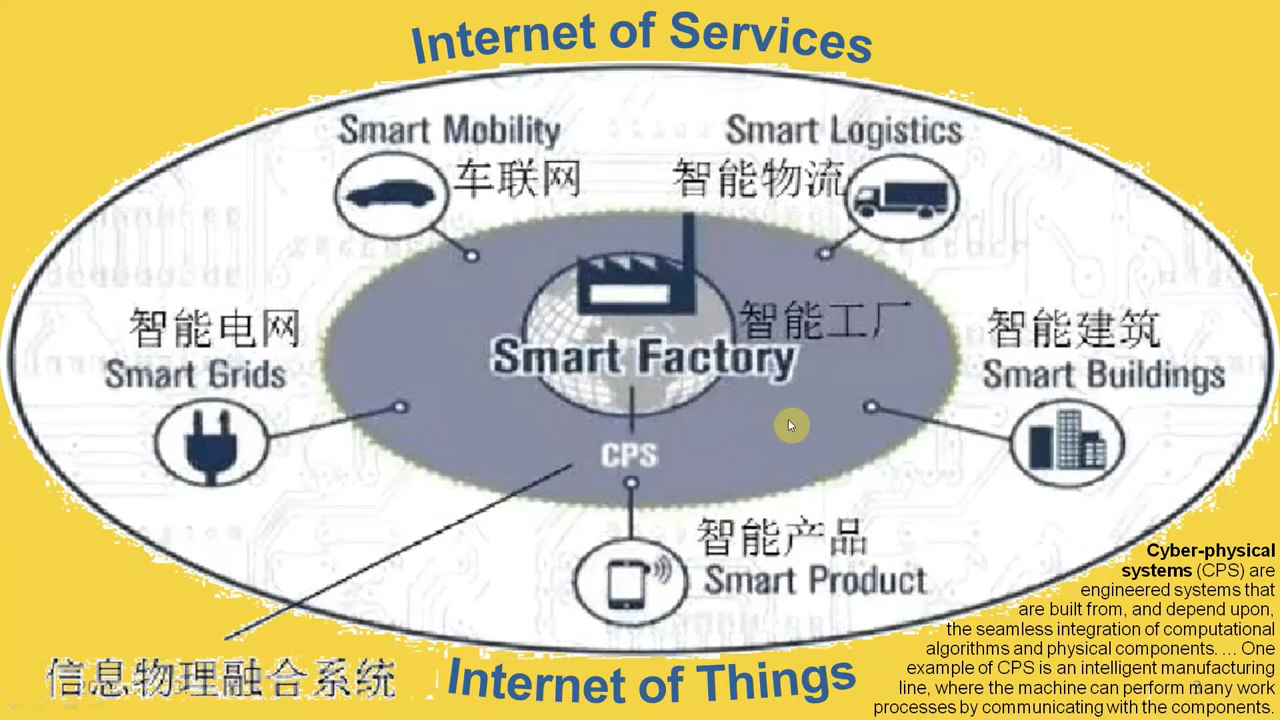 Internet of Services
Smart Mobility
车联网
Smart Logistics
智能物流
智能电网
Smart Grids
智能工厂
Smart Factory
CPS
智能建筑
Smart Buildings
智能产品
Smart Product
信息物理融合系统
Internet of Things
Cyber-physical
systems (CPS) are
engineered systems that
are built from, and depend upon,
the seamless integration of computational
algorithms and physical components. ... One
example of CPS is an intelligent manufacturing
line, where the machine can perform many work
processes by communicating with the components.